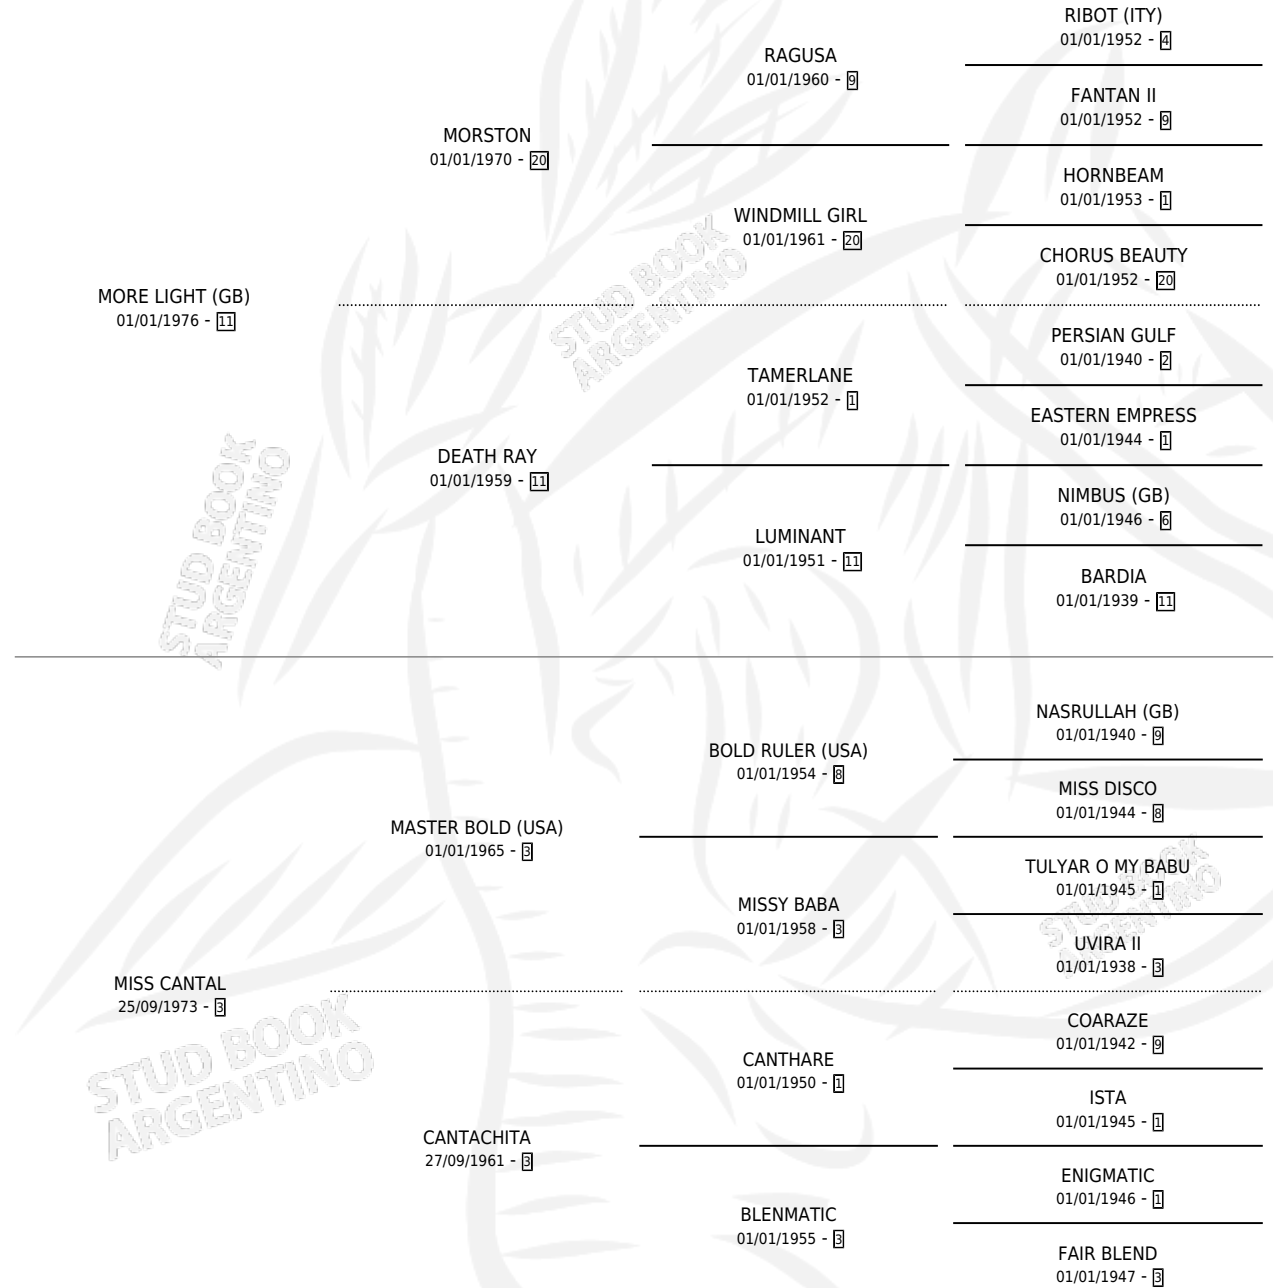 RIBOT (ITY)
01/01/1952 - 4
RAGUSA
01/01/1960 - 9
FANTAN II
01/01/1952 - 9
MORSTON
01/01/1970 - 20
HORNBEAM
01/01/1953 - 1
WINDMILL GIRL
01/01/1961 - 20
CHORUS BEAUTY
01/01/1952 - 20
MORE LIGHT (GB)
01/01/1976 - 11
STUD BOOK
ARGENTINO
PERSIAN GULF
01/01/1940 - 2
TAMERLANE
01/01/1952 - 1
EASTERN EMPRESS
01/01/1944 - 1
DEATH RAY
01/01/1959 - 11
NIMBUS (GB)
01/01/1946 - 6
LUMINANT
01/01/1951 - 11
BARDIA
01/01/1939 - 11
STUD BOOK
ARGENTINO
NASRULLAH (GB)
01/01/1940 - 9
BOLD RULER (USA)
01/01/1954 - 8
MISS DISCO
01/01/1944 - 8
MASTER BOLD (USA)
01/01/1965 - 3
TULYAR O MY BABU
01/01/1945 - 1
MISSY BABA
01/01/1958 - 3
UVIRA II
01/01/1938 - 3
STUD BOOK
ARGENTINO
MISS CANTAL
25/09/1973 - 3
COARAZE
01/01/1942 - 9
CANTHARE
01/01/1950 - 1
ISTA
01/01/1945 - 1
STUD BOOK
ARGENTINO
CANTACHITA
27/09/1961 - 3
ENIGMATIC
01/01/1946 - 1
BLENMATIC
01/01/1955 - 3
FAIR BLEND
01/01/1947 - 3